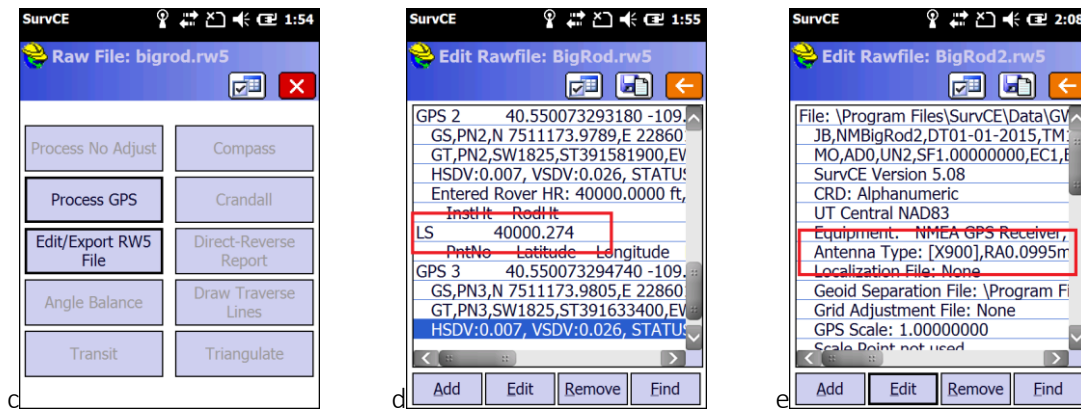 SurvCE 1:54
Raw File: bigrod.rw5
Process No Adjust Compass
Process GPS Crandall
Edit/Export RW5 File Direct-Reverse Report
Angle Balance Draw Traverse Lines
Transit Triangulate
c
SurvCE 1:55
Edit Rawfile: BigRod.rw5
GPS 2 40.550073293180 -109.
GS,PN2,N 7511173.9789,E 22860
GT,PN2,SW1825,ST391581900,EW
HSDV:0.007, VSDV:0.026, STATUS
Entered Rover HR: 40000.0000 ft,
InstHt RodHt
LS 40000.274
PntNo Latitude Longitude
GPS 3 40.550073294740 -109.
GS,PN3,N 7511173.9805,E 22860
GT,PN3,SW1825,ST391633400,EW
HSDV:0.007, VSDV:0.026, STATUS
Add Edit Remove Find
d
SurvCE 2:08
Edit Rawfile: BigRod2.rw5
File: \Program Files\SurvCE\Data\GW
JB,NMBigRod2,DT01-01-2015,TM1
MO,AD0,UN2,SF1.00000000,EC1,E
SurvCE Version 5.08
CRD: Alphanumeric
UT Central NAD83
Equipment: NMEA GPS Receiver,
Antenna Type: [X900],RA0.0995m
Localization File: None
Geoid Separation File: \Program Fi
Grid Adjustment File: None
GPS Scale: 1.00000000
Scale Point not used
Add Edit Remove Find
e